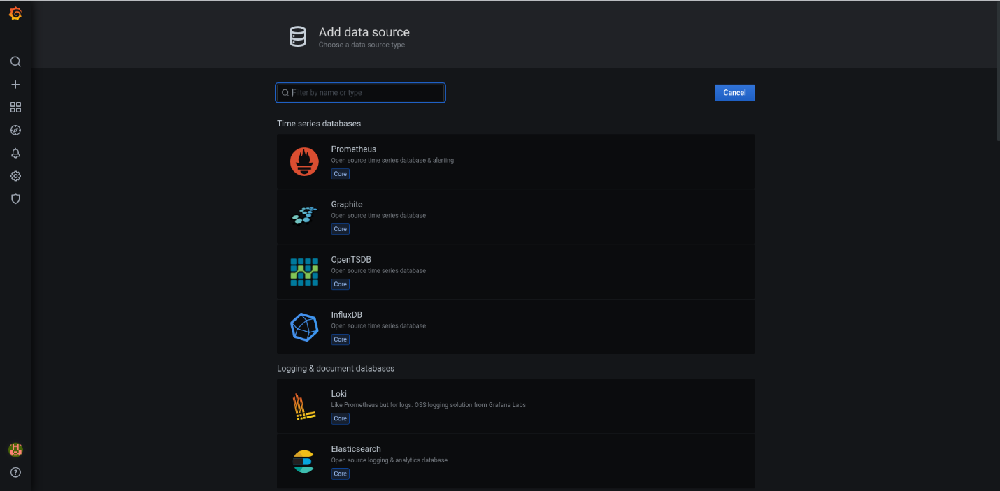 Add data source
Choose a data source type
Filter by name or type
Cancel
Time series databases
Prometheus
Open source time series database & alerting
Core
Graphite
Open source time series database
Core
OpenTSDB
Open source time series database
Core
InfluxDB
Open source time series database
Core
Logging & document databases
Loki
Like Prometheus but for logs. OSS logging solution from Grafana Labs
Core
Elasticsearch
Open source logging & analytics database
Core